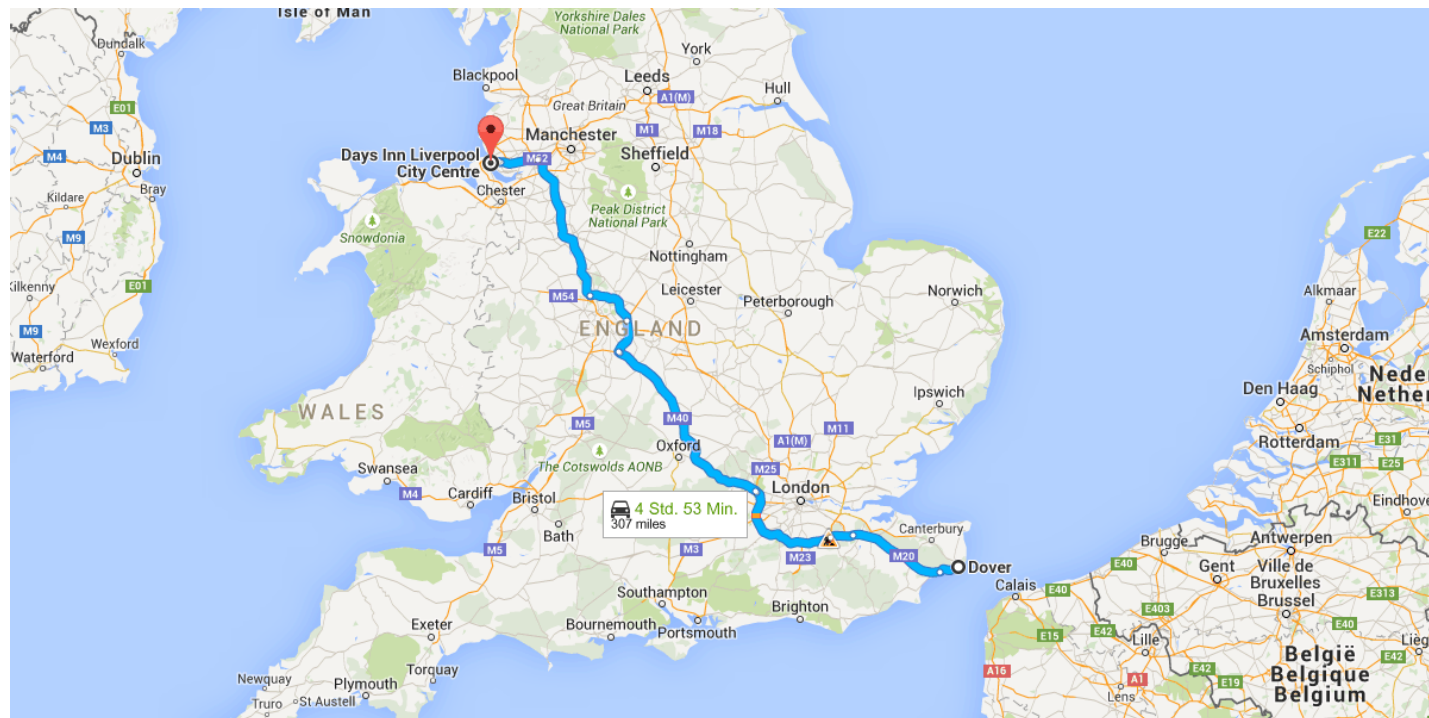 Isle of Man
Yorkshire Dales
National Park
York
Dundalk
Blackpool
Leeds
A1(M)
Hull
E01
Great Britain
M3
M1
M18
M4
Dublin
Days Inn Liverpool
City Centre
M62
Manchester
Sheffield
Bray
Kildare
Chester
Peak District
National Park
Snowdonia
M9
Nottingham
E22
Kilkenny
E01
M54
Leicester
Peterborough
Norwich
Alkmaar
M9
ENGLAND
Wexford
Waterford
Amsterdam
Schiphol
Neder
Nether
Den Haag
WALES
Ipswich
M40
M5
A1(M)
M11
Rotterdam
E31
Oxford
E311
E25
The Cotswolds AONB
M25
Swansea
M4
Cardiff
Bristol
London
Eindhove
4 Std. 53 Min.
307 miles
Bath
Canterbury
M5
M3
M23
M20
Dover
Brugge
Antwerpen
E40
Gent
Ville de
Bruxelles
Brussel
E34
E313
Calais
E40
Southampton
Brighton
E403
Exeter
Bournemouth
Portsmouth
E15
E42
Lille
E40
E42
Lièg
E42
Torquay
Newquay
Plymouth
St Austell
Truro
A16
A1
E19
Lens
België
Belgique
Belgium